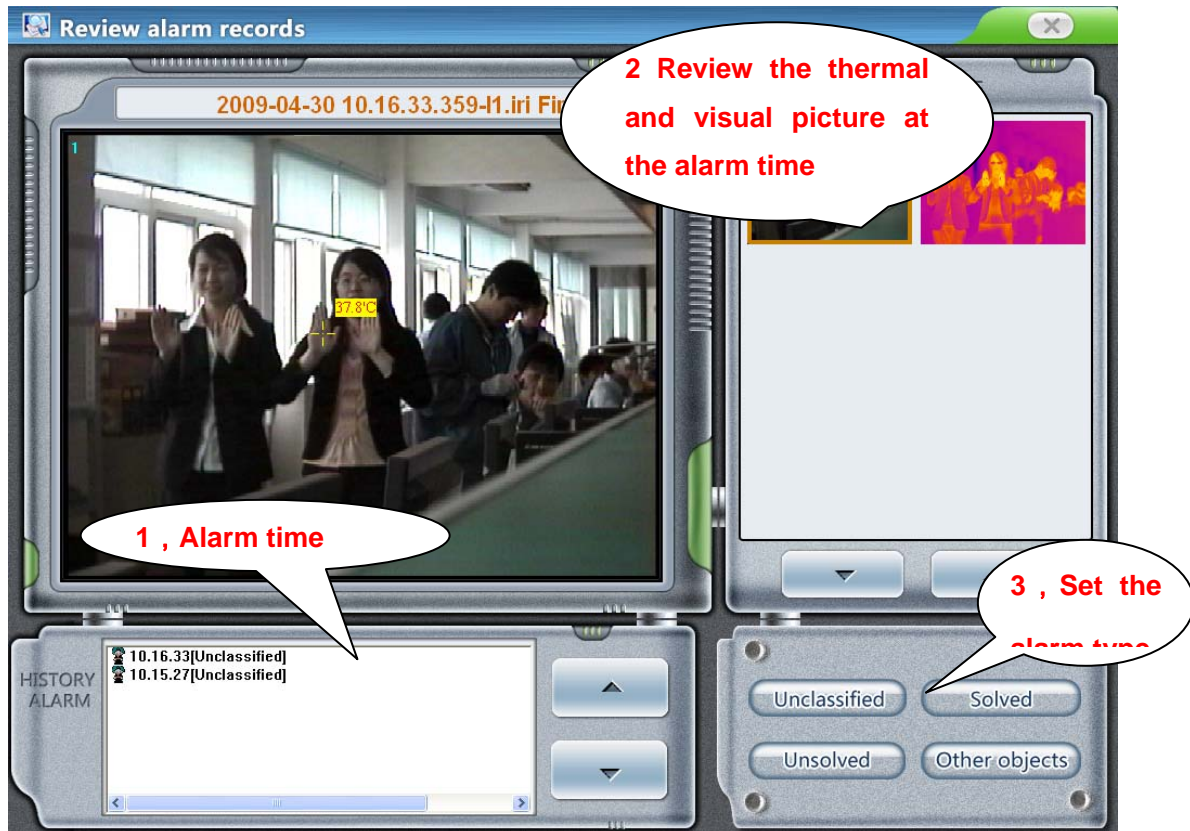 Review alarm records
2009-04-30 10.16.33.359-I1.iri
2 Review the thermal
and visual picture at
the alarm time
1
37.8'C
1 , Alarm time
3 , Set the
alarm type
HISTORY
ALARM
10.16.33[Unclassified]
10.15.27[Unclassified]
Unclassified
Solved
Unsolved
Other objects